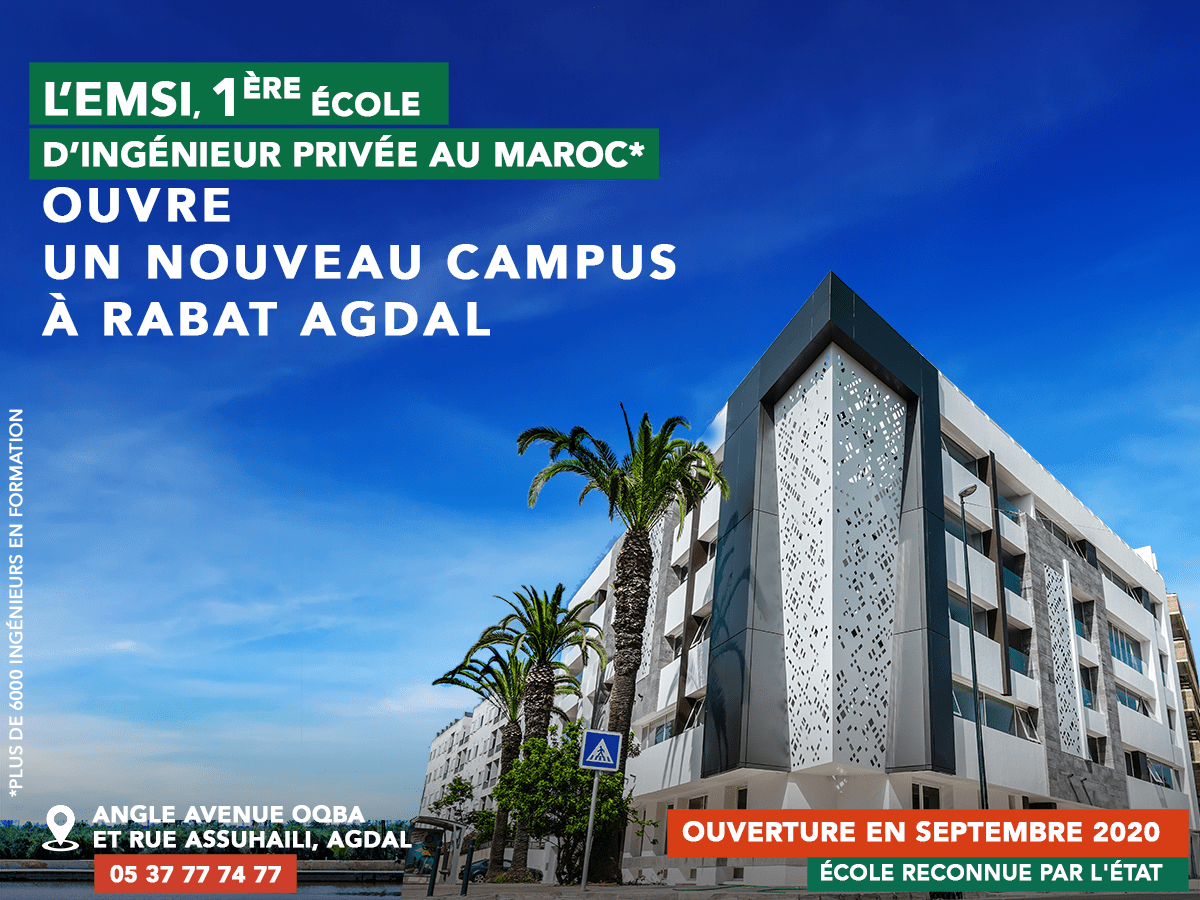 L'EMSI, 1ÈRE ÉCOLE
D'INGÉNIEUR PRIVÉE AU MAROC*
OUVRE
UN NOUVEAU CAMPUS
À RABAT AGDAL
*PLUS DE 6000 INGÉNIEURS EN FORMATION
ANGLE AVENUE OQBA
ET RUE ASSUHAILI, AGDAL
05 37 77 74 77
OUVERTURE EN SEPTEMBRE 2020
ÉCOLE RECONNUE PAR L'ÉTAT